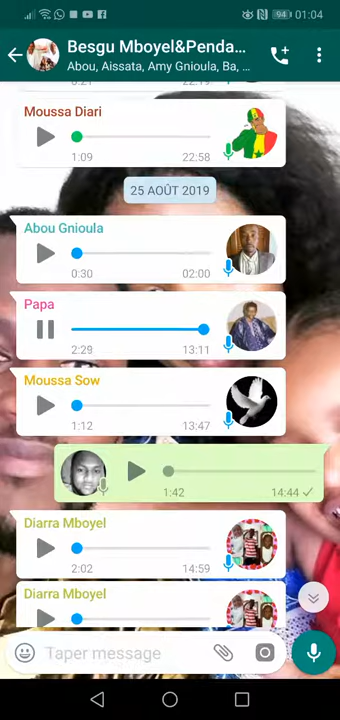 94 01:04
Besgu Mboyel&Penda...
Abou, Aissata, Amy Gnioula, Ba, ...
Moussa Diari
1:09 22:58
25 AOÛT 2019
Abou Gnioula
0:30 02:00
Papa
2:29 13:11
Moussa Sow
1:12 13:47
1:42 14:44
Diarra Mboyel
2:02 14:59
Diarra Mboyel
Taper message